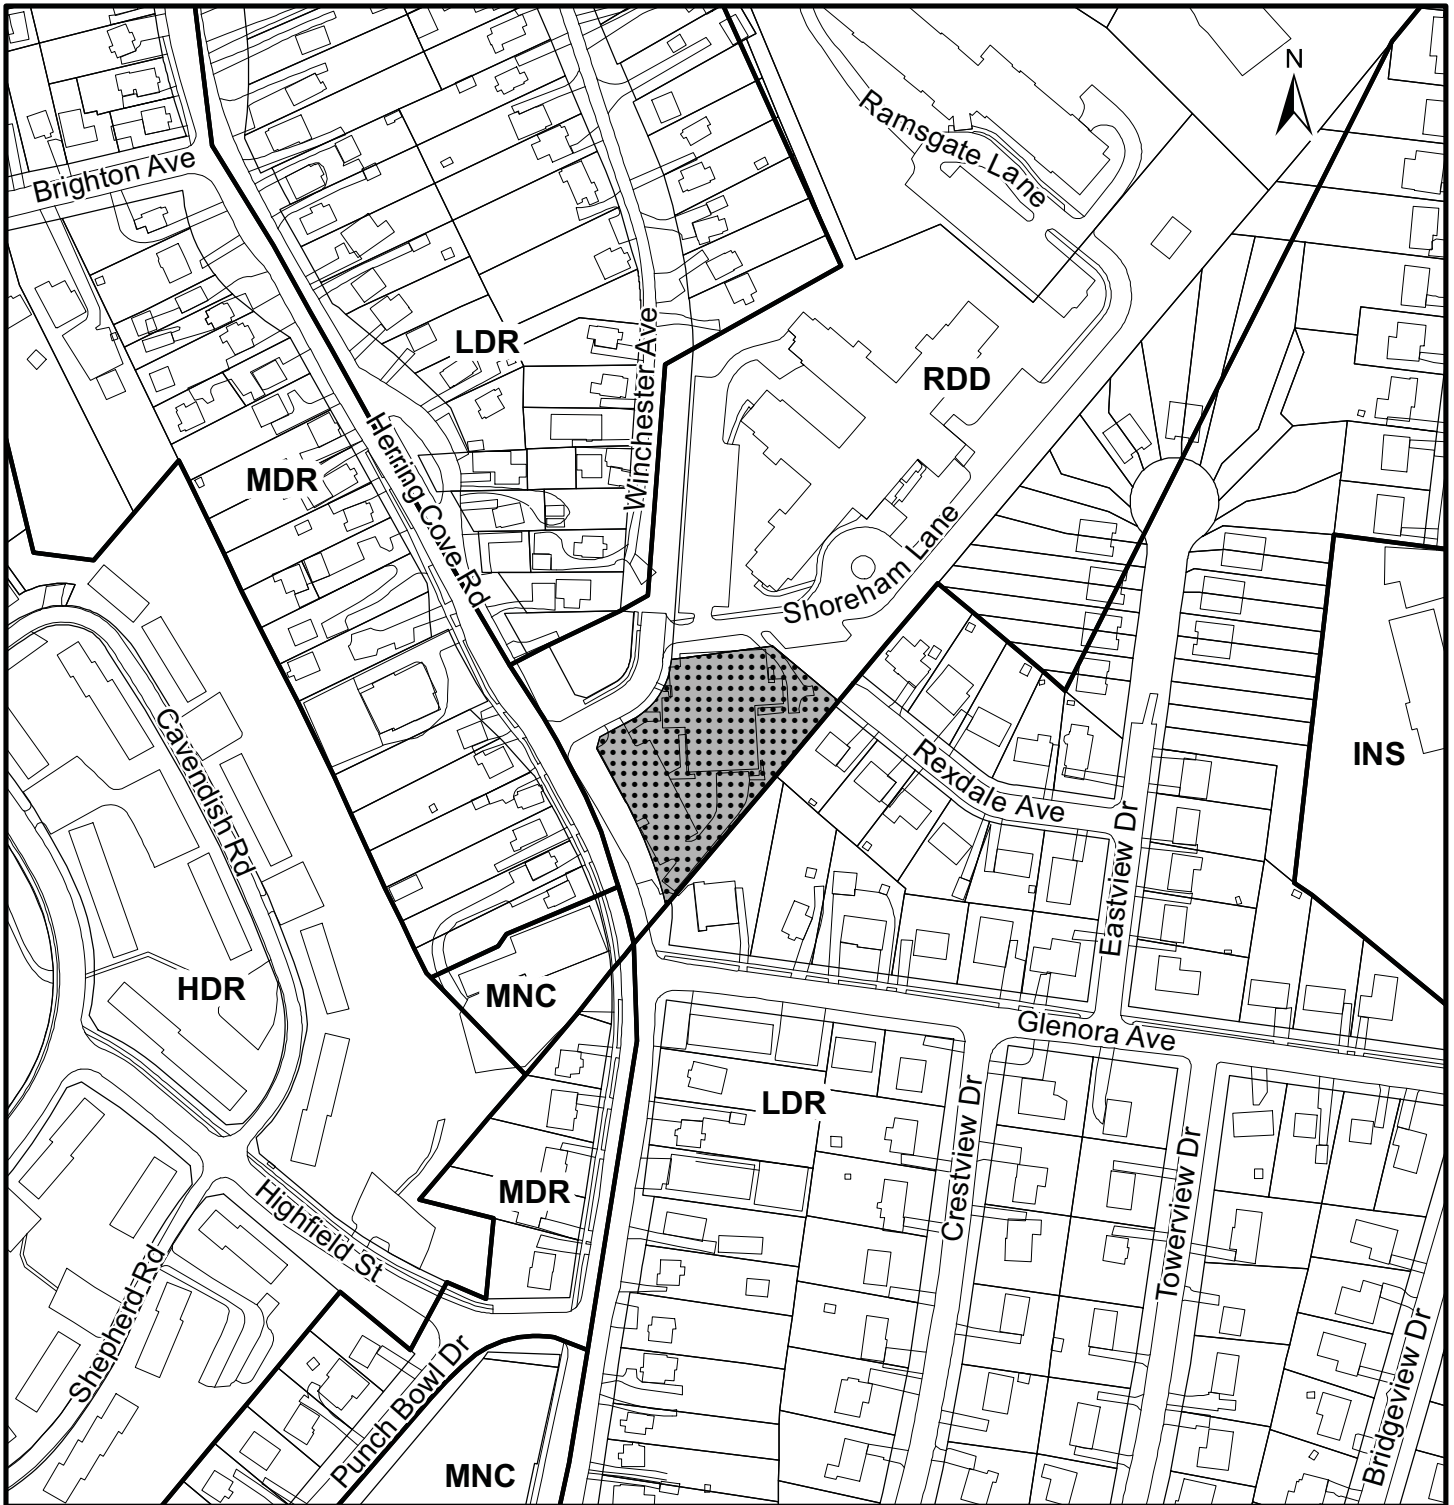 N
Ramsgate Lane
Brighton Ave
LDR
Winchester Ave
RDD
Herring Cove Rd
MDR
Shoreham Lane
Cavendish Rd
Rexdale Ave
INS
Eastview Dr
HDR
MNC
Glenora Ave
LDR
Crestview Dr
Towerview Dr
MDR
Highfield St
Shepherd Rd
Punch Bowl Dr
Bridgeview Dr
MNC